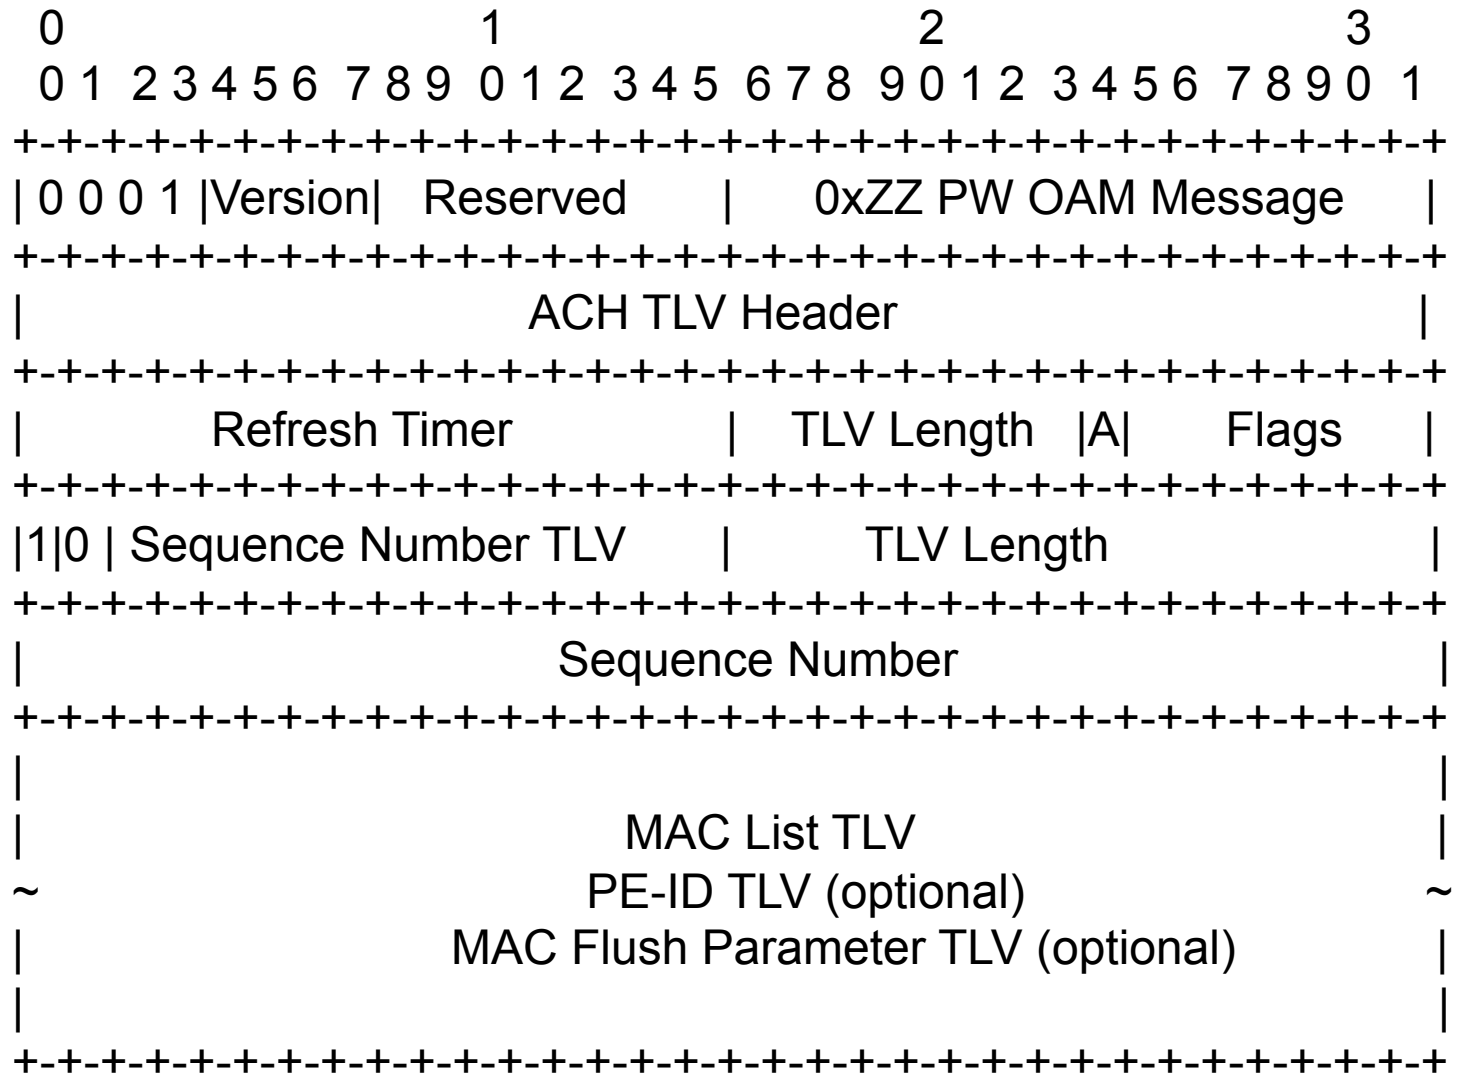 0 1 2 3
0 1 2 3 4 5 6 7 8 9 0 1 2 3 4 5 6 7 8 9 0 1 2 3 4 5 6 7 8 9 0 1
+-+-+-+-+-+-+-+-+-+-+-+-+-+-+-+-+-+-+-+-+-+-+-+-+-+-+-+-+-+-+-+-+
| 0 0 0 1 |Version| Reserved | 0xZZ PW OAM Message |
+-+-+-+-+-+-+-+-+-+-+-+-+-+-+-+-+-+-+-+-+-+-+-+-+-+-+-+-+-+-+-+-+
| ACH TLV Header |
+-+-+-+-+-+-+-+-+-+-+-+-+-+-+-+-+-+-+-+-+-+-+-+-+-+-+-+-+-+-+-+-+
| Refresh Timer | TLV Length |A| Flags |
+-+-+-+-+-+-+-+-+-+-+-+-+-+-+-+-+-+-+-+-+-+-+-+-+-+-+-+-+-+-+-+-+
|1|0 | Sequence Number TLV | TLV Length |
+-+-+-+-+-+-+-+-+-+-+-+-+-+-+-+-+-+-+-+-+-+-+-+-+-+-+-+-+-+-+-+-+
| Sequence Number |
+-+-+-+-+-+-+-+-+-+-+-+-+-+-+-+-+-+-+-+-+-+-+-+-+-+-+-+-+-+-+-+-+
| |
| MAC List TLV |
~ PE-ID TLV (optional) ~
| MAC Flush Parameter TLV (optional) |
| |
+-+-+-+-+-+-+-+-+-+-+-+-+-+-+-+-+-+-+-+-+-+-+-+-+-+-+-+-+-+-+-+-+